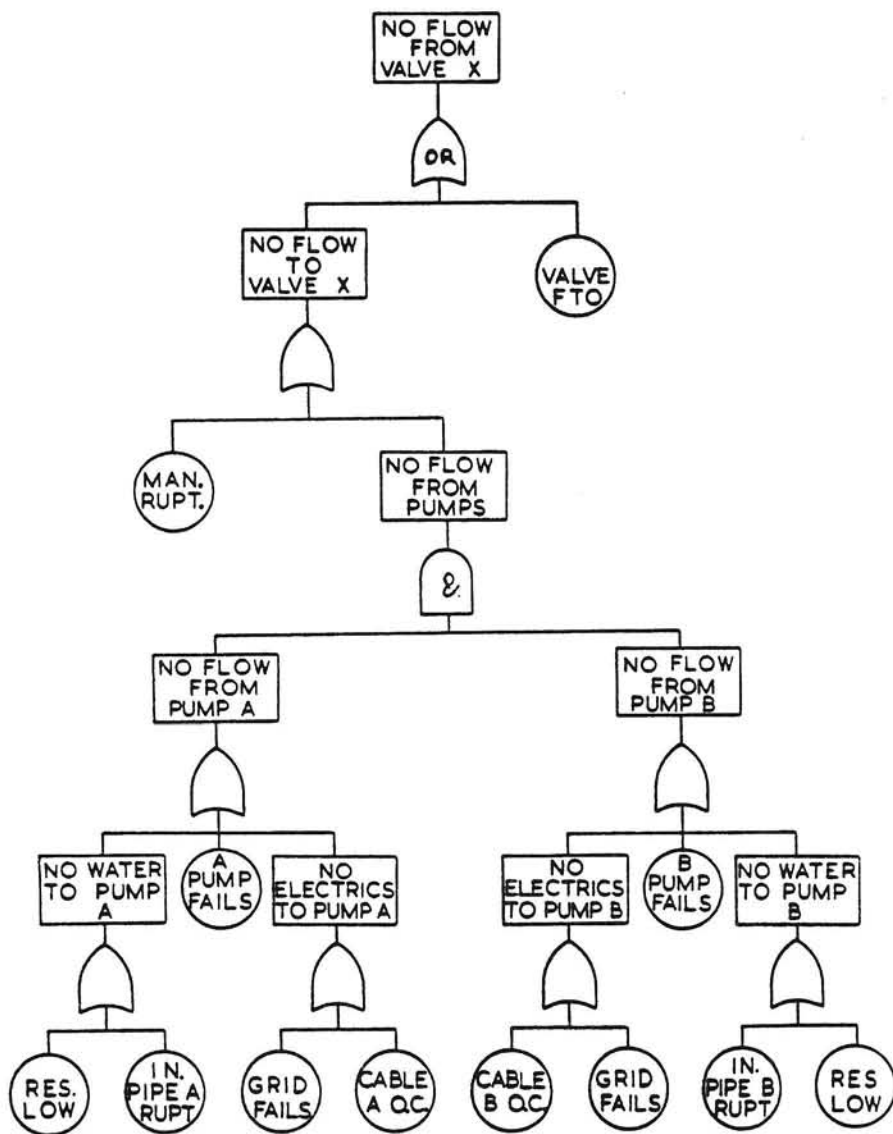 NO FLOW
FROM
VALVE X
OR
NO FLOW
TO
VALVE X
VALVE
FTO
MAN.
RUPT.
NO FLOW
FROM
PUMPS
&.
NO FLOW
FROM
PUMP A
NO FLOW
FROM
PUMP B
NO WATER
TO PUMP
A
A
PUMP
FAILS
NO
ELECTRICS
TO PUMP A
NO
ELECTRICS
TO PUMP B
B
PUMP
FAILS
NO WATER
TO PUMP
B
RES.
LOW
IN.
PIPE A
RUPT
GRID
FAILS
CABLE
A O.C.
CABLE
B O.C.
GRID
FAILS
IN.
PIPE B
RUPT
RES
LOW